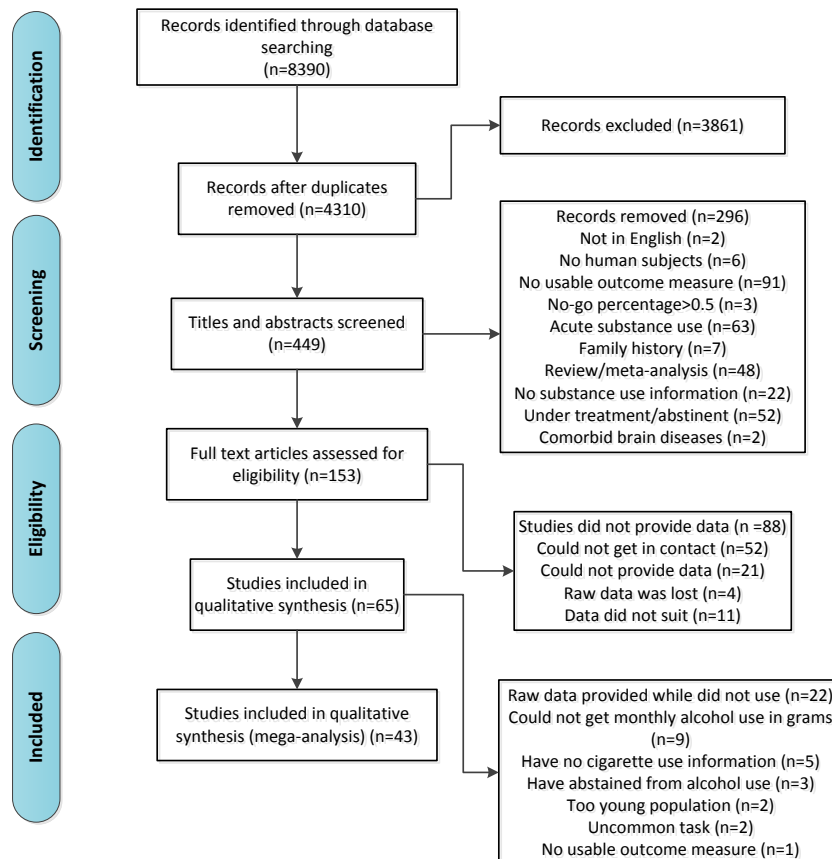 Identification
Records identified through database
searching
(n=8390)
Records excluded (n=3861)
Records after duplicates
removed (n=4310)
Screening
Records removed (n=296)
Not in English (n=2)
No human subjects (n=6)
No usable outcome measure (n=91)
No-go percentage>0.5 (n=3)
Acute substance use (n=63)
Family history (n=7)
Review/meta-analysis (n=48)
No substance use information (n=22)
Under treatment/abstinent (n=52)
Comorbid brain diseases (n=2)
Titles and abstracts screened
(n=449)
Eligibility
Full text articles assessed for
eligibility (n=153)
Studies did not provide data (n =88)
Could not get in contact (n=52)
Could not provide data (n=21)
Raw data was lost (n=4)
Data did not suit (n=11)
Studies included in
qualitative synthesis (n=65)
Included
Studies included in qualitative
synthesis (mega-analysis) (n=43)
Raw data provided while did not use (n=22)
Could not get monthly alcohol use in grams
(n=9)
Have no cigarette use information (n=5)
Have abstained from alcohol use (n=3)
Too young population (n=2)
Uncommon task (n=2)
No usable outcome measure (n=1)